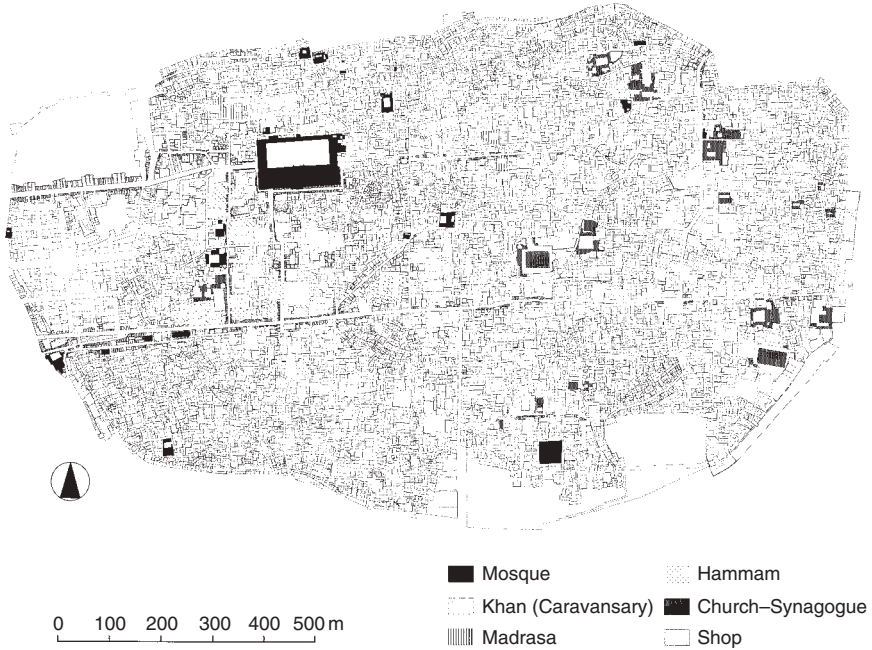 Mosque
Hammam
Khan (Caravansary)
Church–Synagogue
Madrasa
Shop
0 100 200 300 400 500 m